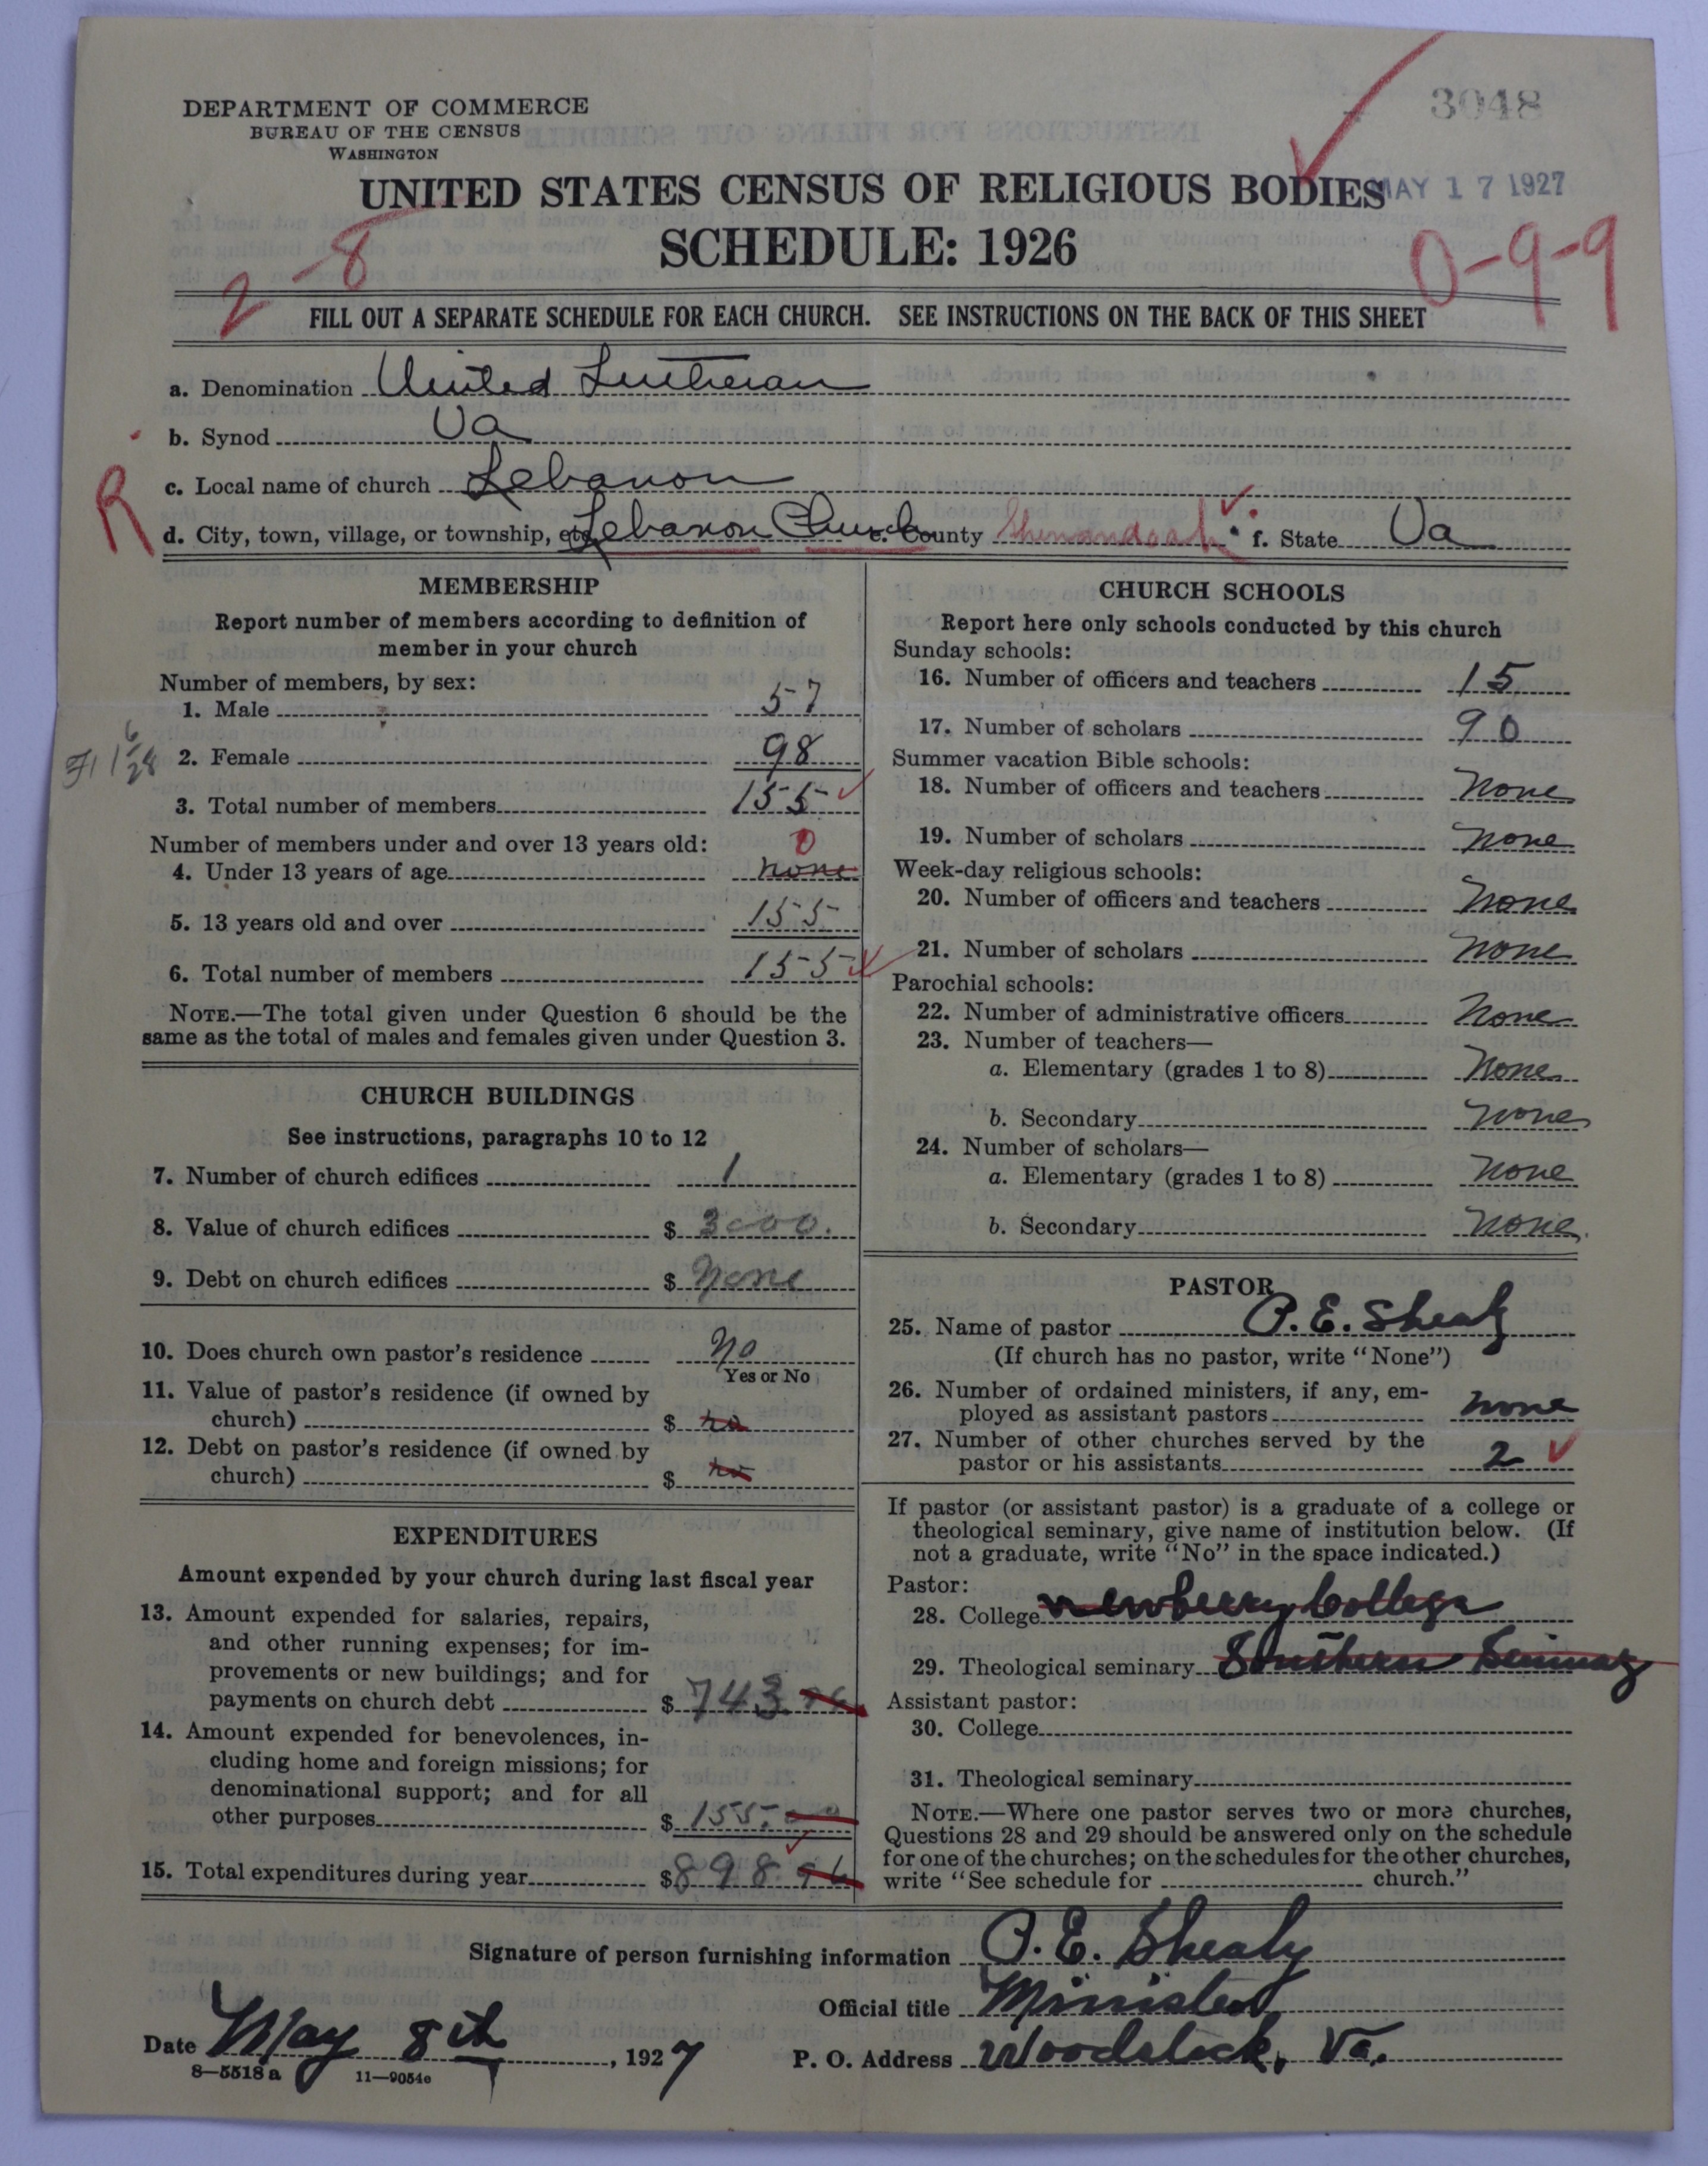 3048
DEPARTMENT OF COMMERCE
BUREAU OF THE CENSUS
WASHINGTON
UNITED STATES CENSUS OF RELIGIOUS BODIES
MAY 17 1927
SCHEDULE: 1926
2-8
0-9-9
FILL OUT A SEPARATE SCHEDULE FOR EACH CHURCH. SEE INSTRUCTIONS ON THE BACK OF THIS SHEET
a. Denomination United Lutheran
b. Synod Va
R
c. Local name of church Lebanon
d. City, town, village, or township, etc. Lebanon Church e. County Shenandoah f. State Va
MEMBERSHIP
Report number of members according to definition of
member in your church
Number of members, by sex:
1. Male 57
2. Female 98
3. Total number of members 155
Number of members under and over 13 years old:
0
4. Under 13 years of age none
5. 13 years old and over 155
6. Total number of members 155
NOTE.—The total given under Question 6 should be the
same as the total of males and females given under Question 3.
CHURCH BUILDINGS
See instructions, paragraphs 10 to 12
7. Number of church edifices 1
8. Value of church edifices $ 3000.
9. Debt on church edifices $ None
10. Does church own pastor's residence No
Yes or No
11. Value of pastor's residence (if owned by
church) $ no
12. Debt on pastor's residence (if owned by
church) $ no
EXPENDITURES
Amount expended by your church during last fiscal year
13. Amount expended for salaries, repairs,
and other running expenses; for im-
provements or new buildings; and for
payments on church debt $ 743.96
14. Amount expended for benevolences, in-
cluding home and foreign missions; for
denominational support; and for all
other purposes $ 155.00
15. Total expenditures during year $ 898.96
CHURCH SCHOOLS
Report here only schools conducted by this church
Sunday schools:
16. Number of officers and teachers 15
17. Number of scholars 90
Summer vacation Bible schools:
18. Number of officers and teachers None
19. Number of scholars None
Week-day religious schools:
20. Number of officers and teachers None
21. Number of scholars None
Parochial schools:
22. Number of administrative officers None
23. Number of teachers—
a. Elementary (grades 1 to 8) None
b. Secondary None
24. Number of scholars—
a. Elementary (grades 1 to 8) None
b. Secondary None
PASTOR
25. Name of pastor P. E. Shealy
(If church has no pastor, write "None")
26. Number of ordained ministers, if any, em-
ployed as assistant pastors none
27. Number of other churches served by the
pastor or his assistants 2
If pastor (or assistant pastor) is a graduate of a college or
theological seminary, give name of institution below. (If
not a graduate, write "No" in the space indicated.)
Pastor:
28. College Newberry College
29. Theological seminary Southern Seminary
Assistant pastor:
30. College
31. Theological seminary
NOTE.—Where one pastor serves two or more churches,
Questions 28 and 29 should be answered only on the schedule
for one of the churches; on the schedules for the other churches,
write "See schedule for church."
Signature of person furnishing information P. E. Shealy
Official title Minister
Date May 8th, 1927
P. O. Address Woodstock, Va.
8—5518 a 11—9054e